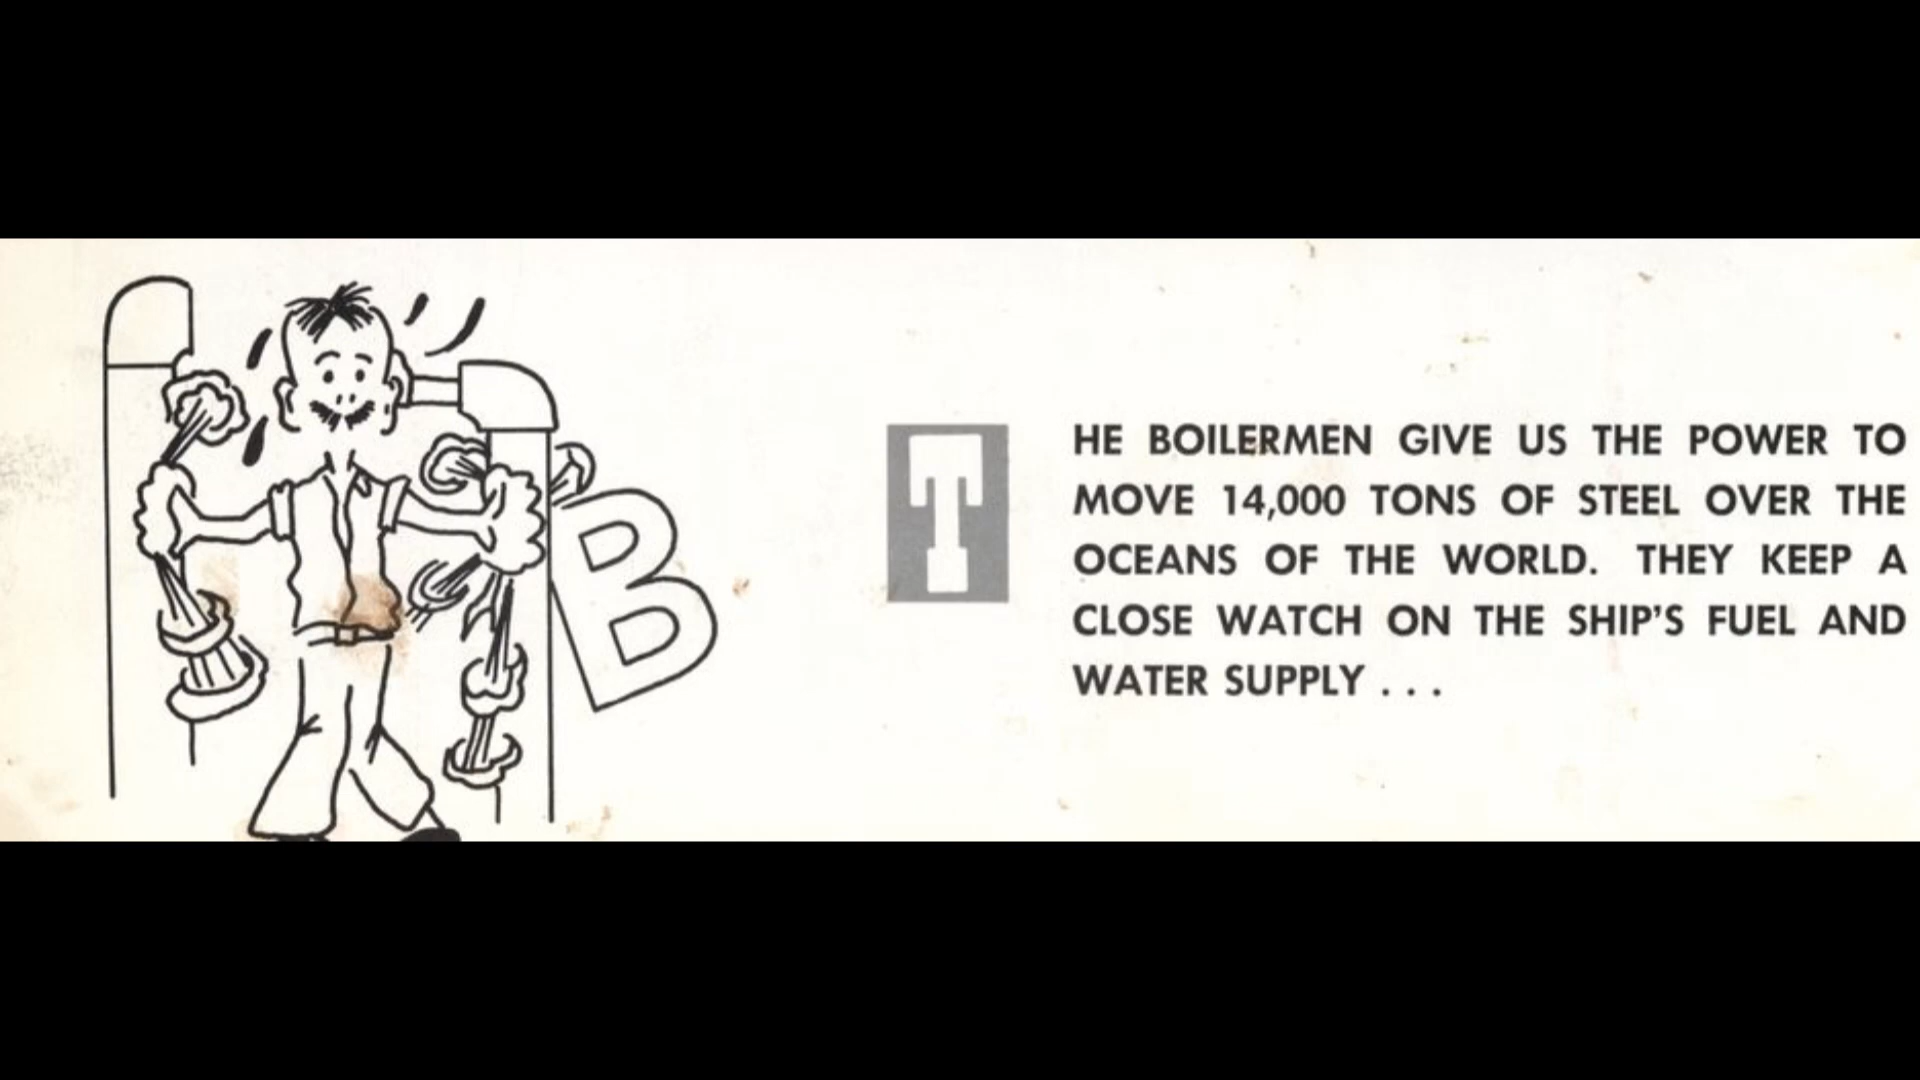 B
THE BOILERMEN GIVE US THE POWER TO
MOVE 14,000 TONS OF STEEL OVER THE
OCEANS OF THE WORLD. THEY KEEP A
CLOSE WATCH ON THE SHIP'S FUEL AND
WATER SUPPLY . . .